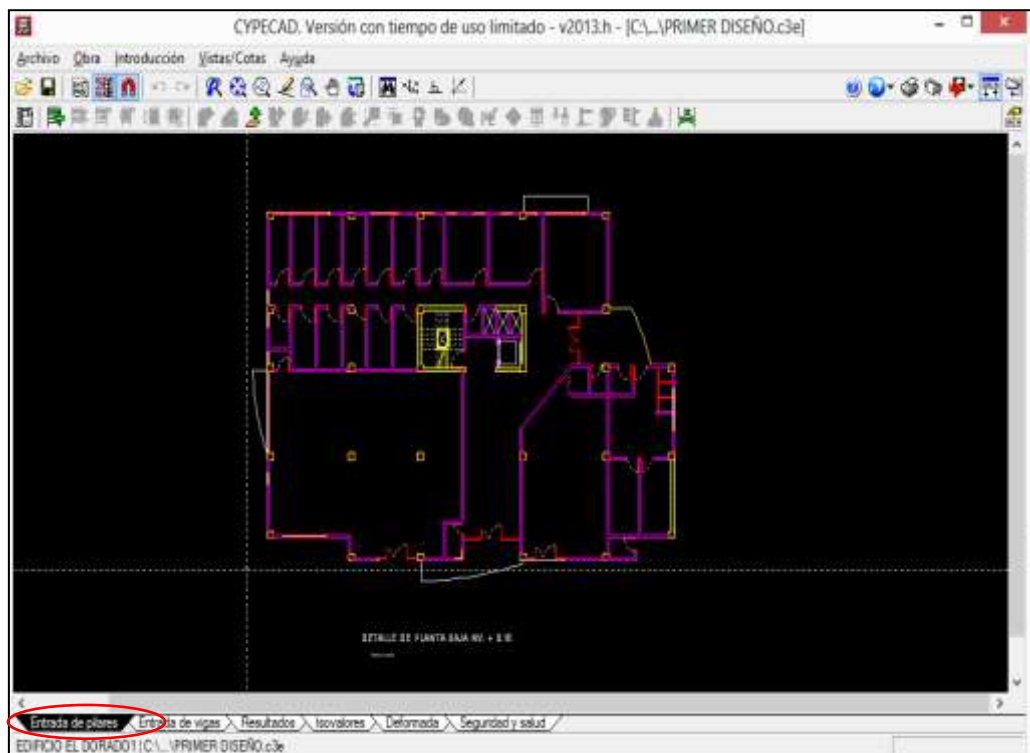 CYPECAD. Versión con tiempo de uso limitado - v2013.h - [C:\...\PRIMER DISEÑO.c3e]
Archivo Obra Introducción Vistas/Cotas Ayuda
DETALLE DE PLANTA BAJA NV. + 0.18
Entrada de pilares Entrada de vigas Resultados Isovalores Deformada Seguridad y salud
EDIFICIO EL DORADO1 [C:\...\PRIMER DISEÑO.c3e